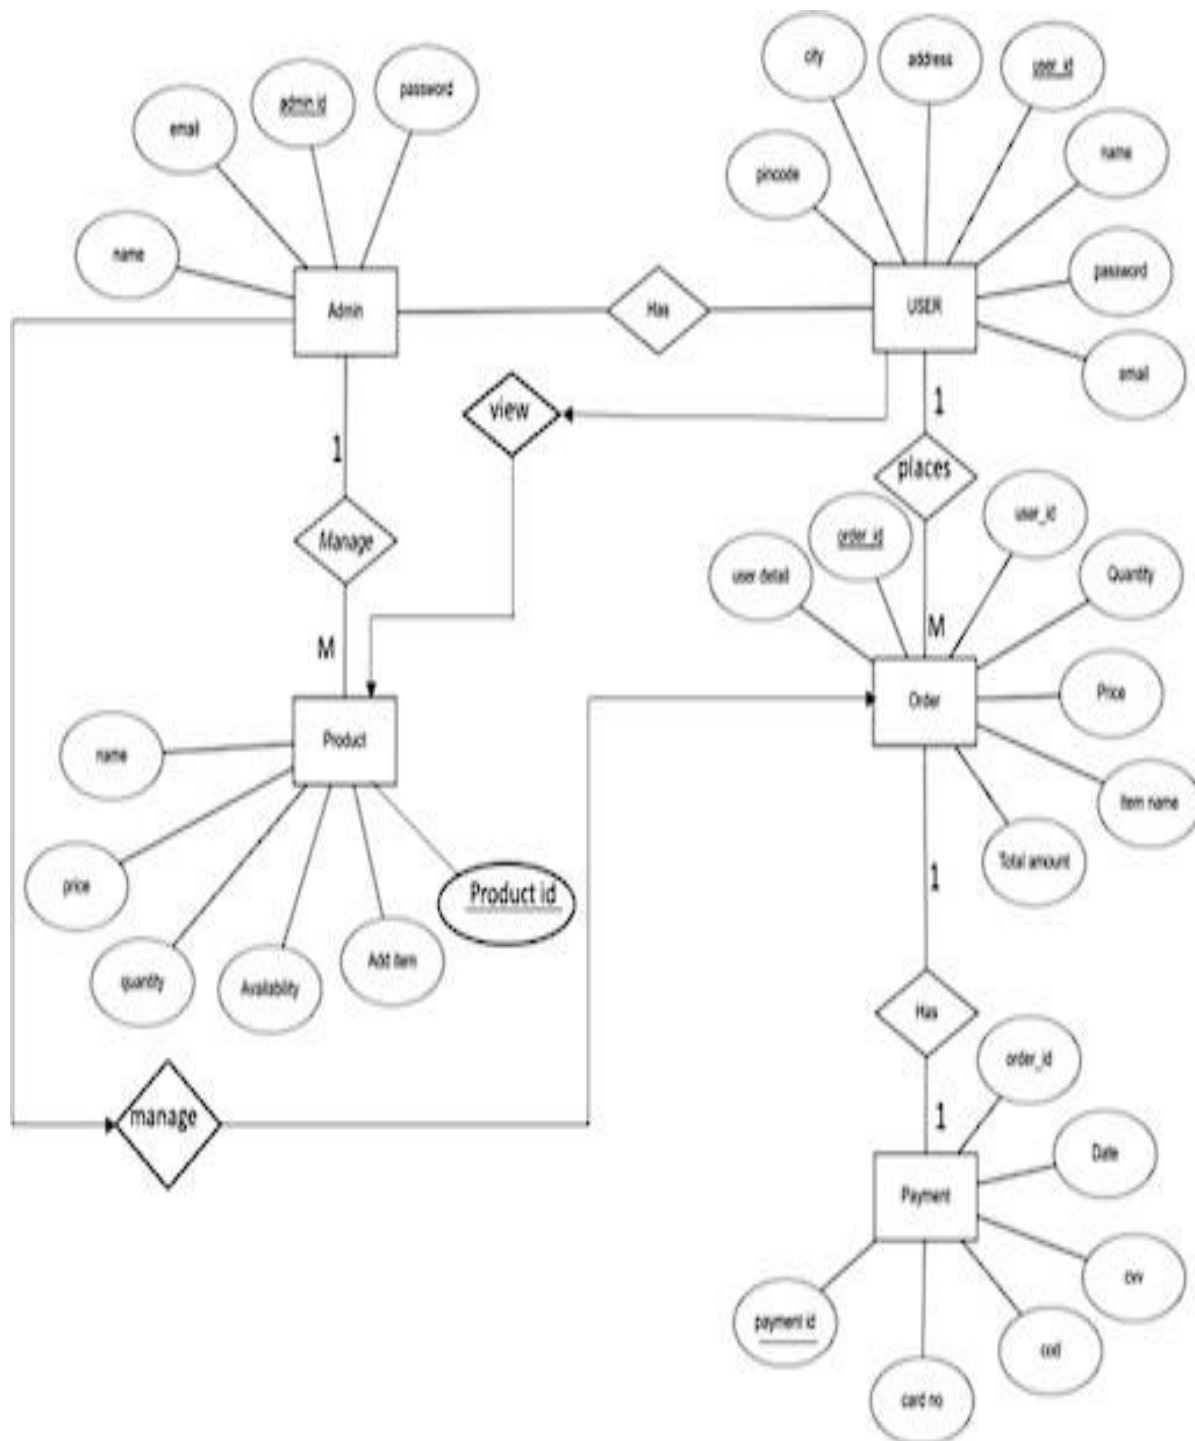 city
address
user_id
password
admin id
email
name
pincode
name
password
email
Admin
Has
USER
view
1
places
1
Manage
M
user detail
order_id
user_id
Quantity
M
Order
Price
Item name
Total amount
Product
name
price
quantity
Availability
Add item
Product id
1
Has
manage
order_id
1
Payment
Date
cvv
cod
card no
payment id